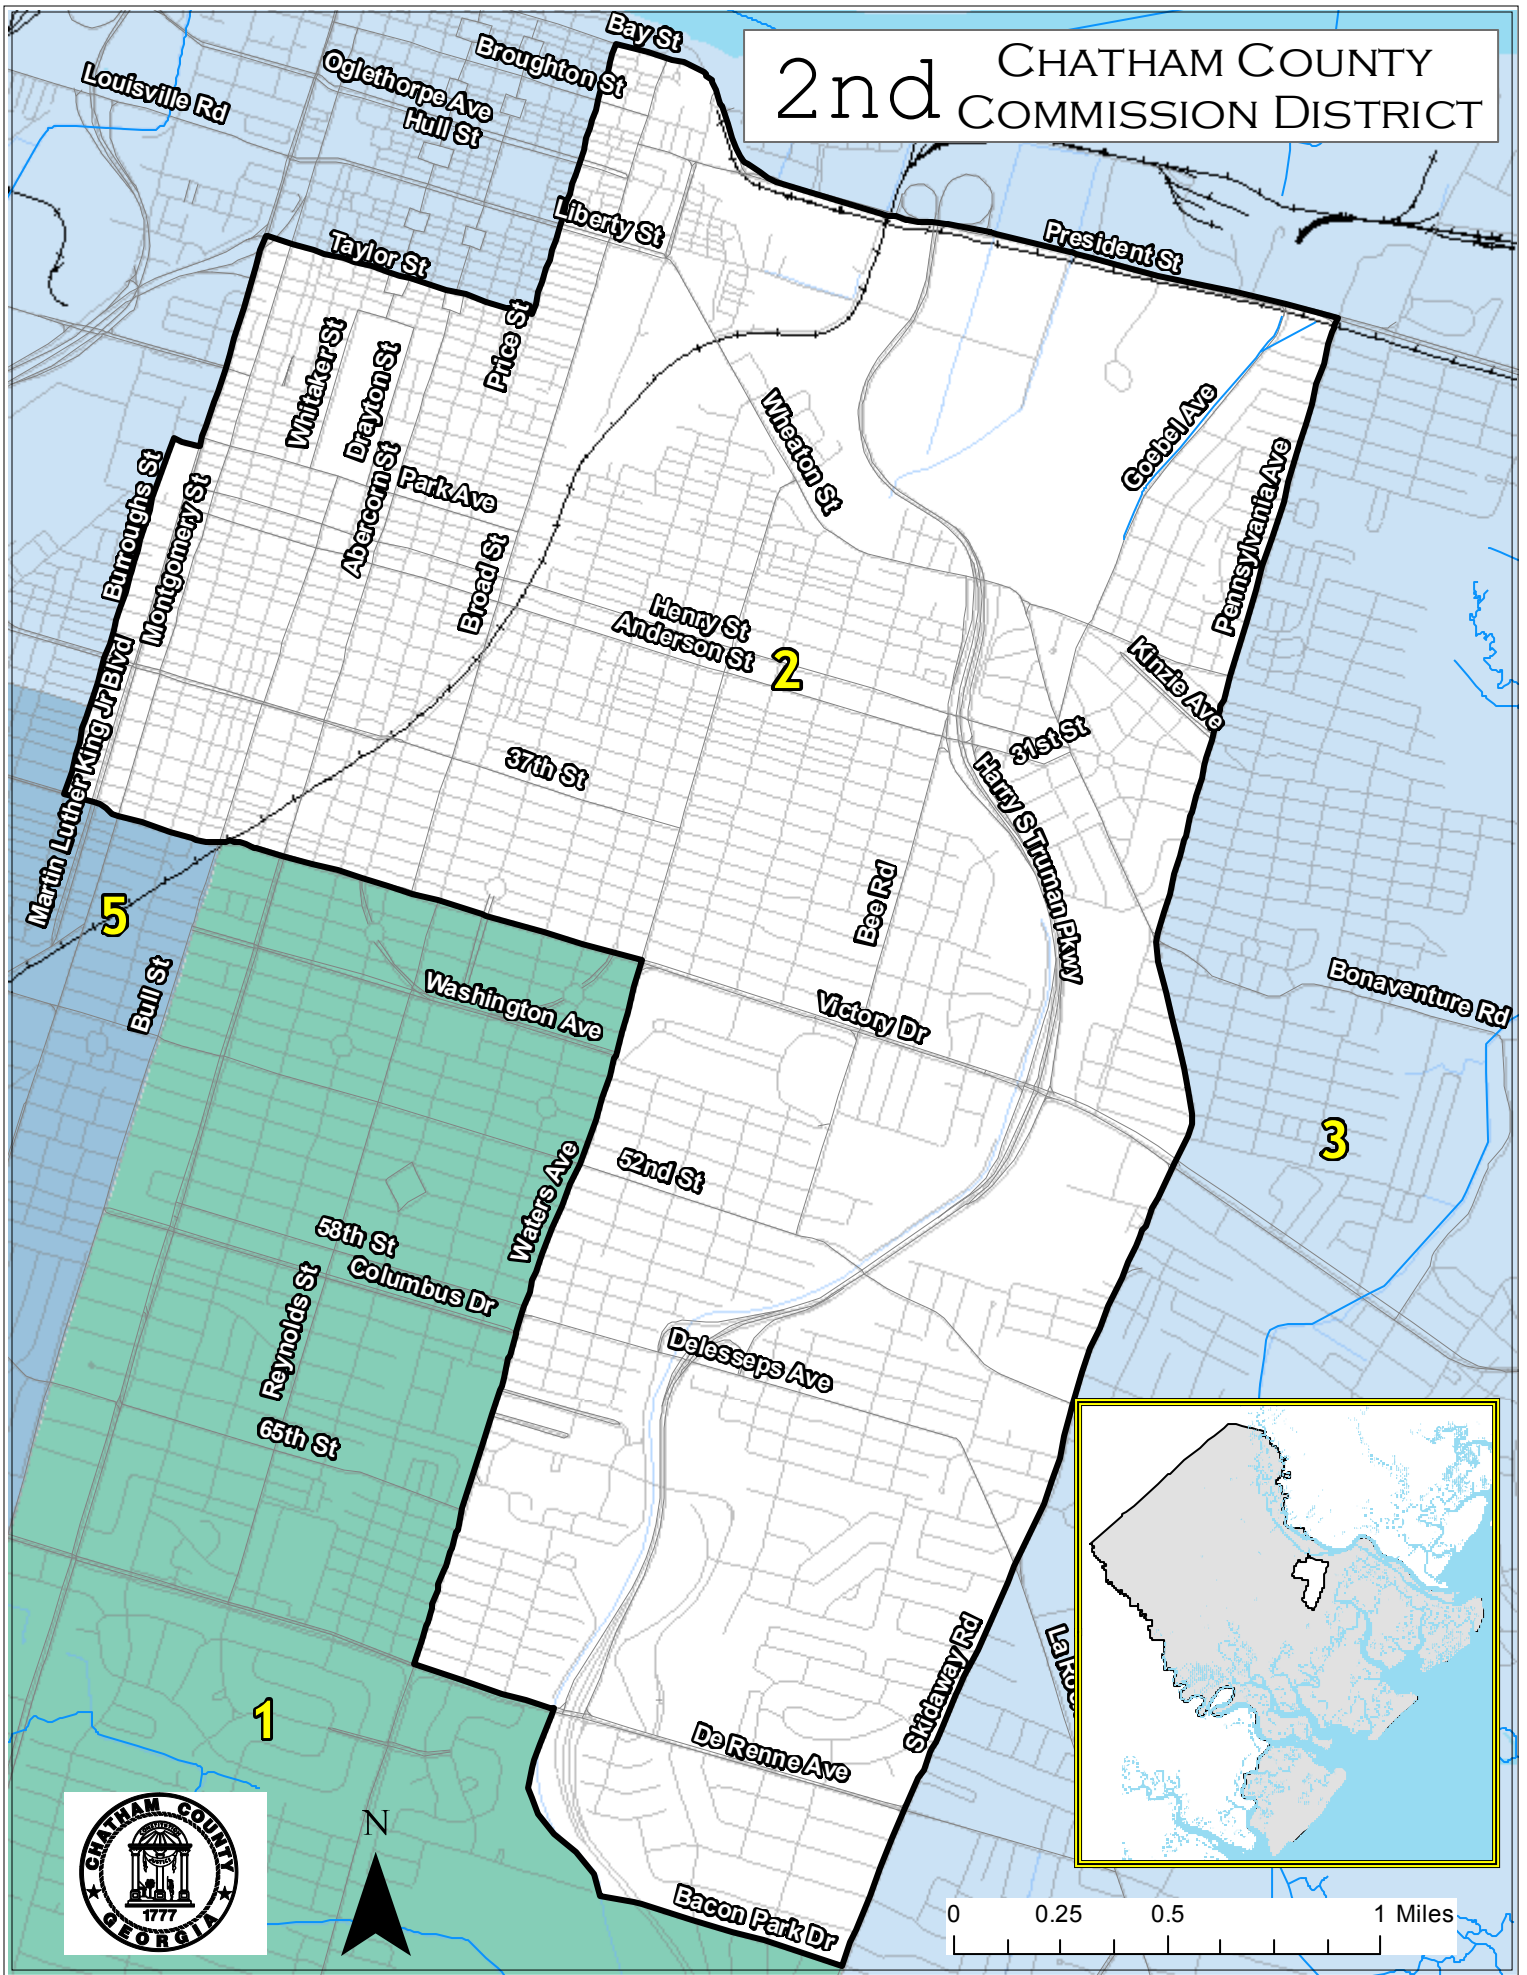 2nd
CHATHAM COUNTY
COMMISSION DISTRICT
Bay St
Broughton St
Oglethorpe Ave
Louisville Rd
Hull St
Liberty St
Taylor St
President St
Price St
Whitaker St
Drayton St
Goebel Ave
Wheaton St
Pennsylvania Ave
Park Ave
Abercorn St
Burroughs St
Montgomery St
Broad St
Henry St
Anderson St
2
Kinzie Ave
31st St
37th St
Martin Luther King Jr Blvd
Harry S Truman Pkwy
Bee Rd
5
Bull St
Washington Ave
Victory Dr
Bonaventure Rd
3
52nd St
Waters Ave
58th St
Columbus Dr
Reynolds St
Delesseps Ave
65th St
Skidaway Rd
1
De Renne Ave
Bacon Park Dr
N
CHATHAM COUNTY
1777
GEORGIA
0 0.25 0.5 1 Miles